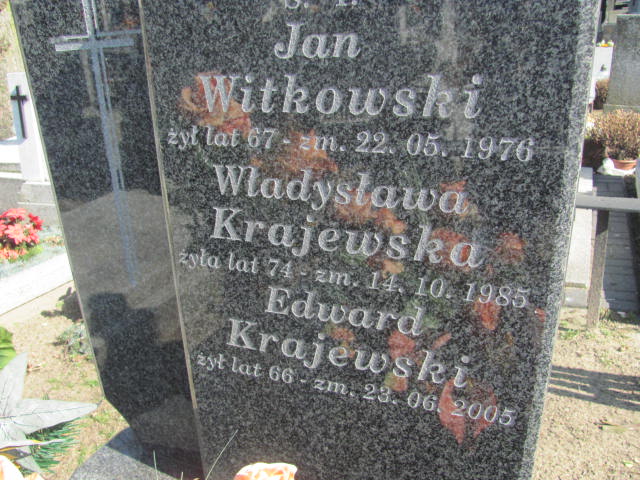 Ś. P.
Jan
Witkowski
żył lat 67 - zm. 22. 05. 1976
Władysława
Krajewska
żyła lat 74 - zm. 14. 10. 1985
Edward
Krajewski
żył lat 66 - zm. 23. 06. 2005